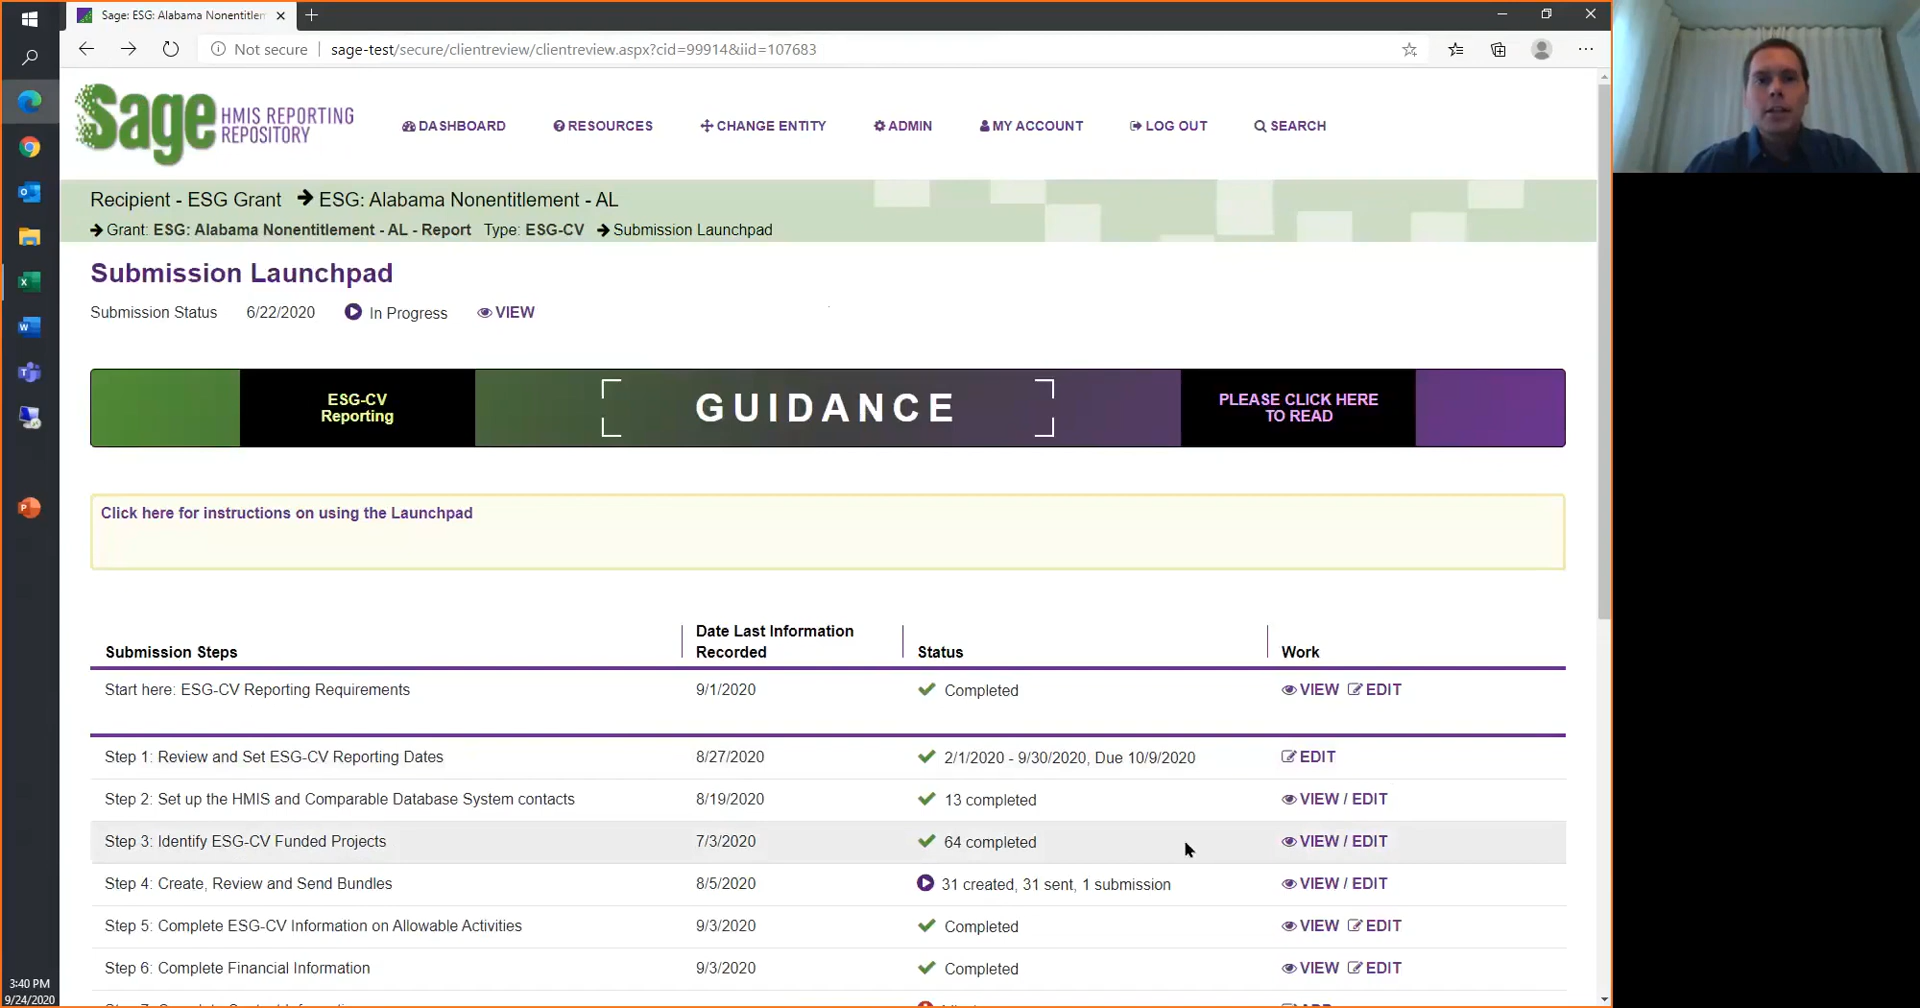 Sage: ESG: Alabama Nonentitlem
Not secure | sage-test/secure/clientreview/clientreview.aspx?cid=99914&iid=107683
Sage HMIS REPORTING REPOSITORY
DASHBOARD RESOURCES CHANGE ENTITY ADMIN MY ACCOUNT LOG OUT SEARCH
Recipient - ESG Grant ESG: Alabama Nonentitlement - AL
Grant: ESG: Alabama Nonentitlement - AL - Report Type: ESG-CV Submission Launchpad
Submission Launchpad
Submission Status 6/22/2020 In Progress VIEW
ESG-CV
Reporting
GUIDANCE
PLEASE CLICK HERE
TO READ
Click here for instructions on using the Launchpad
Submission Steps Date Last Information Recorded Status Work
Start here: ESG-CV Reporting Requirements 9/1/2020 Completed VIEW EDIT
Step 1: Review and Set ESG-CV Reporting Dates 8/27/2020 2/1/2020 - 9/30/2020, Due 10/9/2020 EDIT
Step 2: Set up the HMIS and Comparable Database System contacts 8/19/2020 13 completed VIEW / EDIT
Step 3: Identify ESG-CV Funded Projects 7/3/2020 64 completed VIEW / EDIT
Step 4: Create, Review and Send Bundles 8/5/2020 31 created, 31 sent, 1 submission VIEW / EDIT
Step 5: Complete ESG-CV Information on Allowable Activities 9/3/2020 Completed VIEW EDIT
Step 6: Complete Financial Information 9/3/2020 Completed VIEW EDIT
3:40 PM
9/24/2020